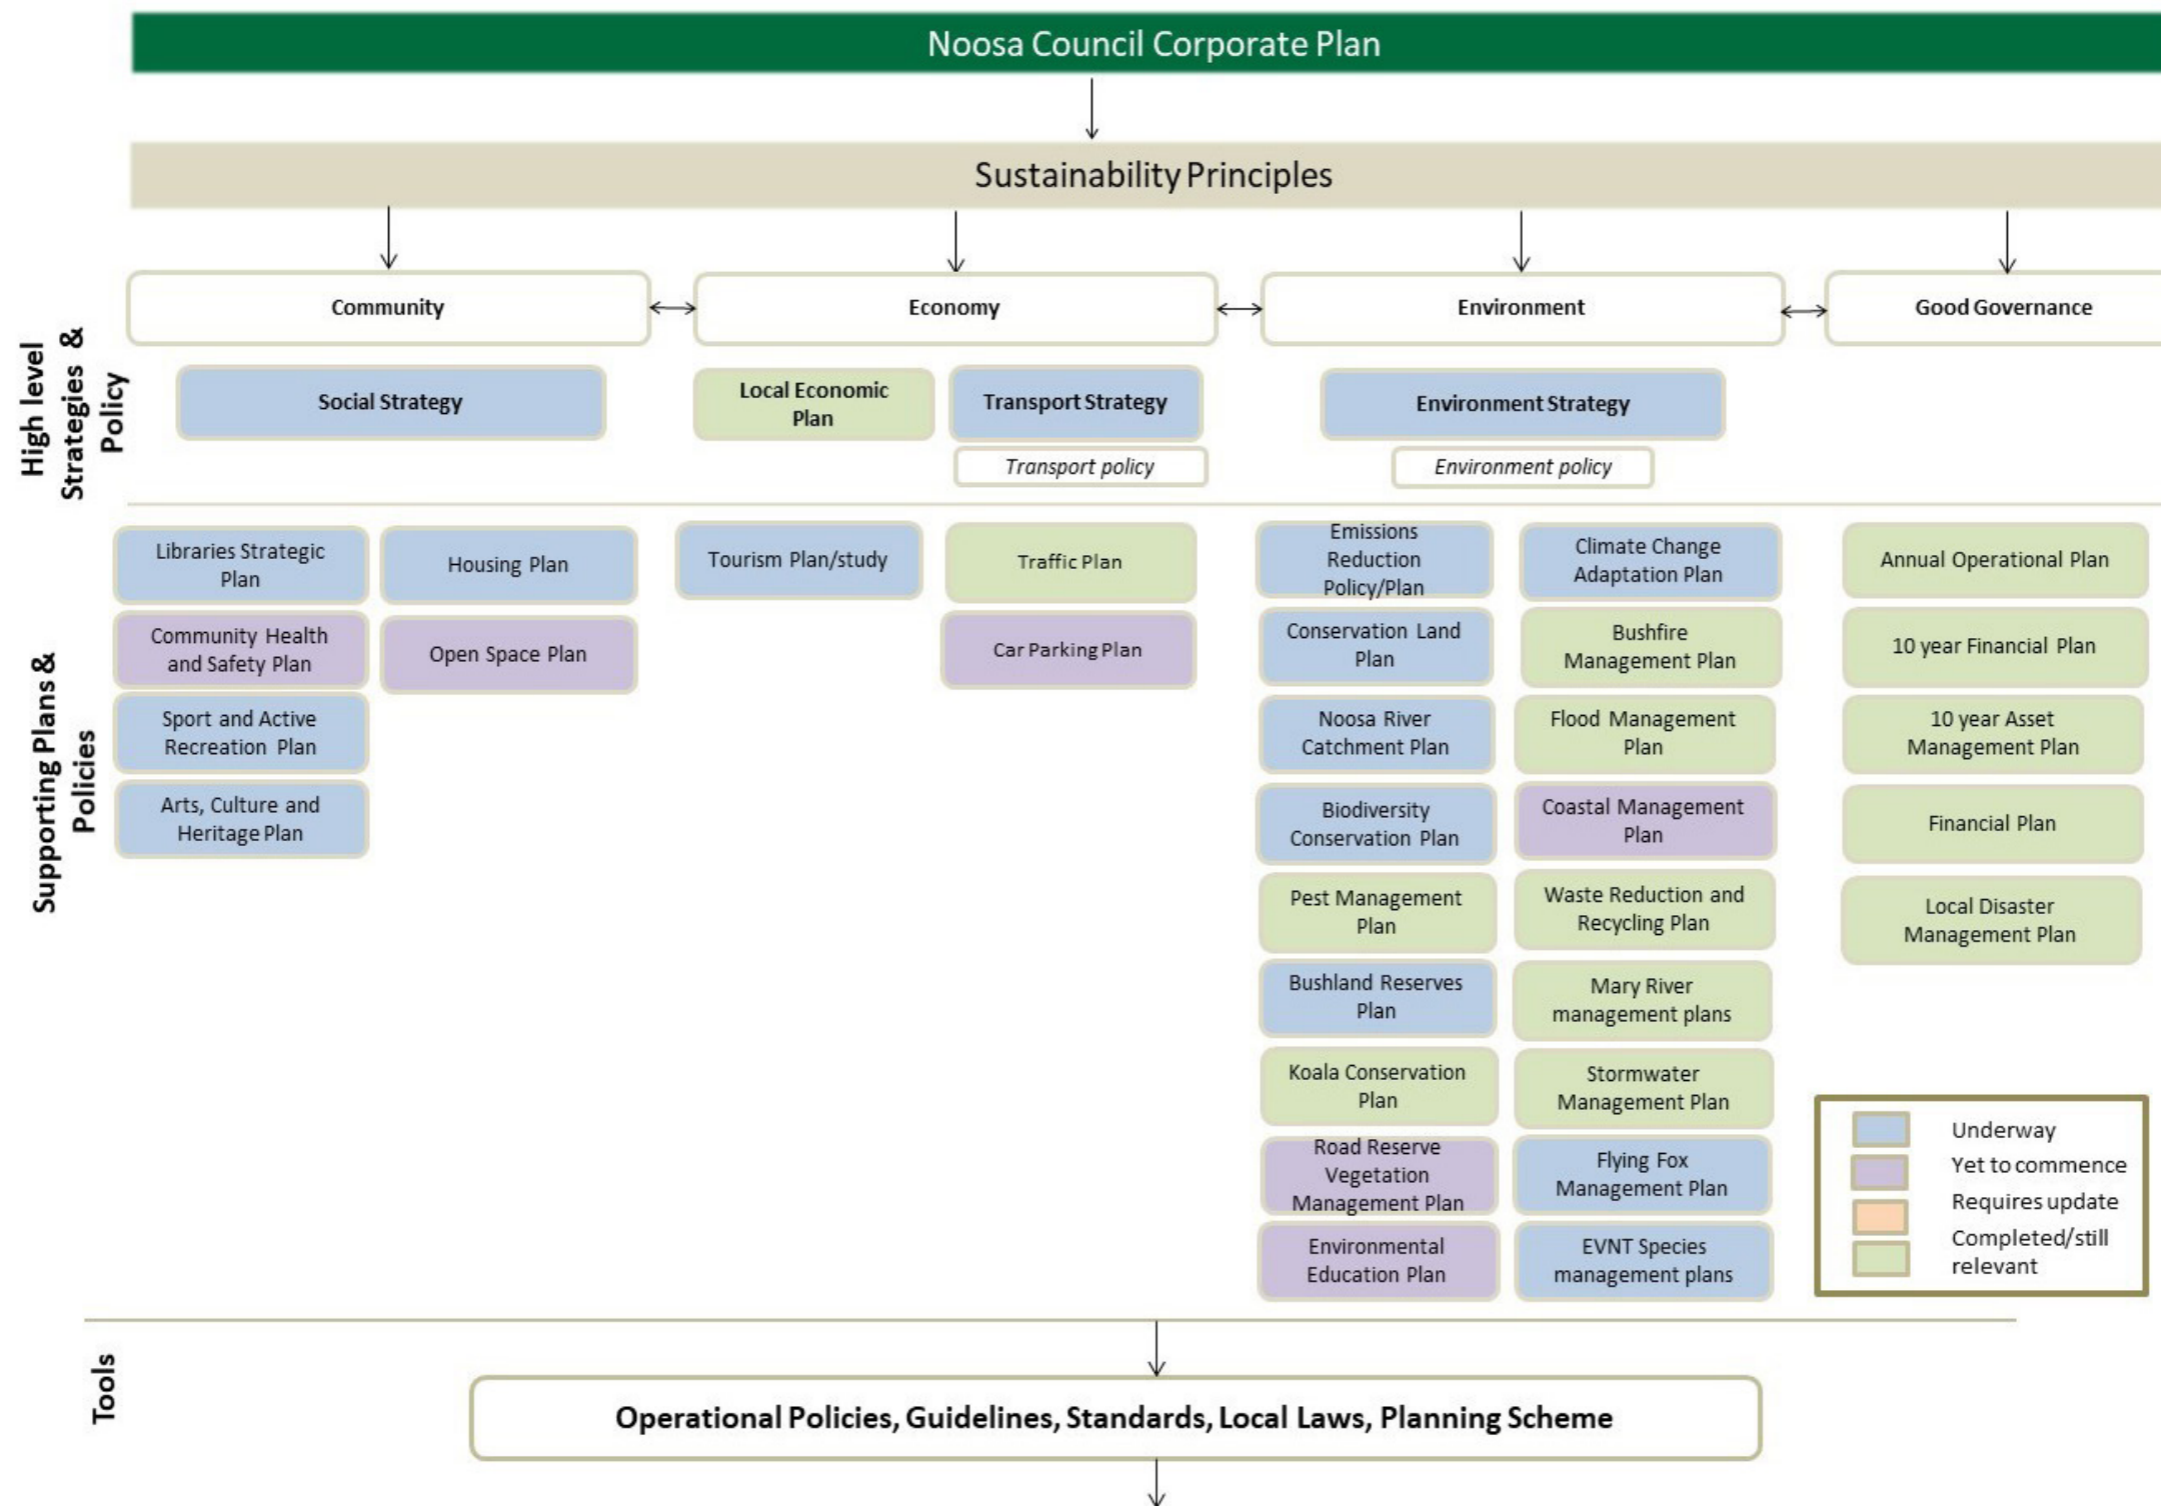 Noosa Council Corporate Plan
Sustainability Principles
Community
Economy
Environment
Good Governance
High level
Strategies &
Policy
Social Strategy
Local Economic
Plan
Transport Strategy
Transport policy
Environment Strategy
Environment policy
Supporting Plans &
Policies
Libraries Strategic
Plan
Community Health
and Safety Plan
Sport and Active
Recreation Plan
Arts, Culture and
Heritage Plan
Housing Plan
Open Space Plan
Tourism Plan/study
Traffic Plan
Car Parking Plan
Emissions
Reduction
Policy/Plan
Conservation Land
Plan
Noosa River
Catchment Plan
Biodiversity
Conservation Plan
Pest Management
Plan
Bushland Reserves
Plan
Koala Conservation
Plan
Road Reserve
Vegetation
Management Plan
Environmental
Education Plan
Climate Change
Adaptation Plan
Bushfire
Management Plan
Flood Management
Plan
Coastal Management
Plan
Waste Reduction and
Recycling Plan
Mary River
management plans
Stormwater
Management Plan
Flying Fox
Management Plan
EVNT Species
management plans
Annual Operational Plan
10 year Financial Plan
10 year Asset
Management Plan
Financial Plan
Local Disaster
Management Plan
Underway
Yet to commence
Requires update
Completed/still
relevant
Tools
Operational Policies, Guidelines, Standards, Local Laws, Planning Scheme